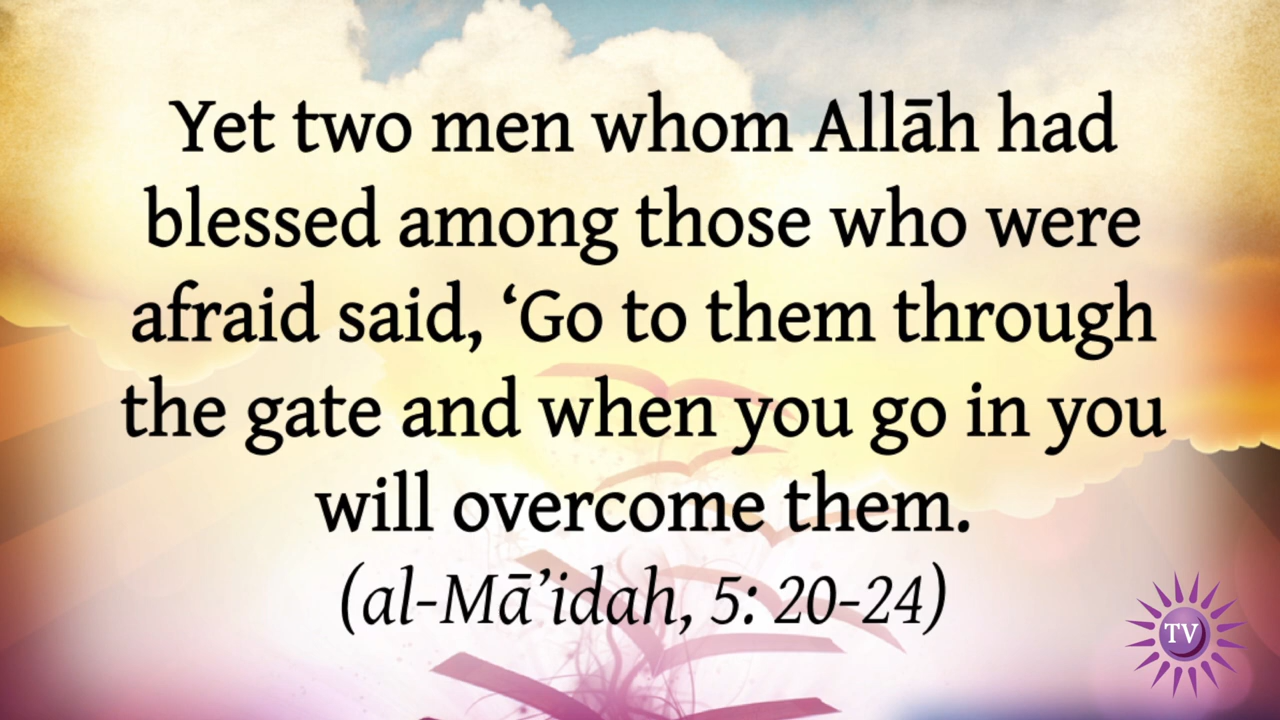 Yet two men whom Allāh had
blessed among those who were
afraid said, ‘Go to them through
the gate and when you go in you
will overcome them.
(al-Mā’idah, 5: 20-24)
TV